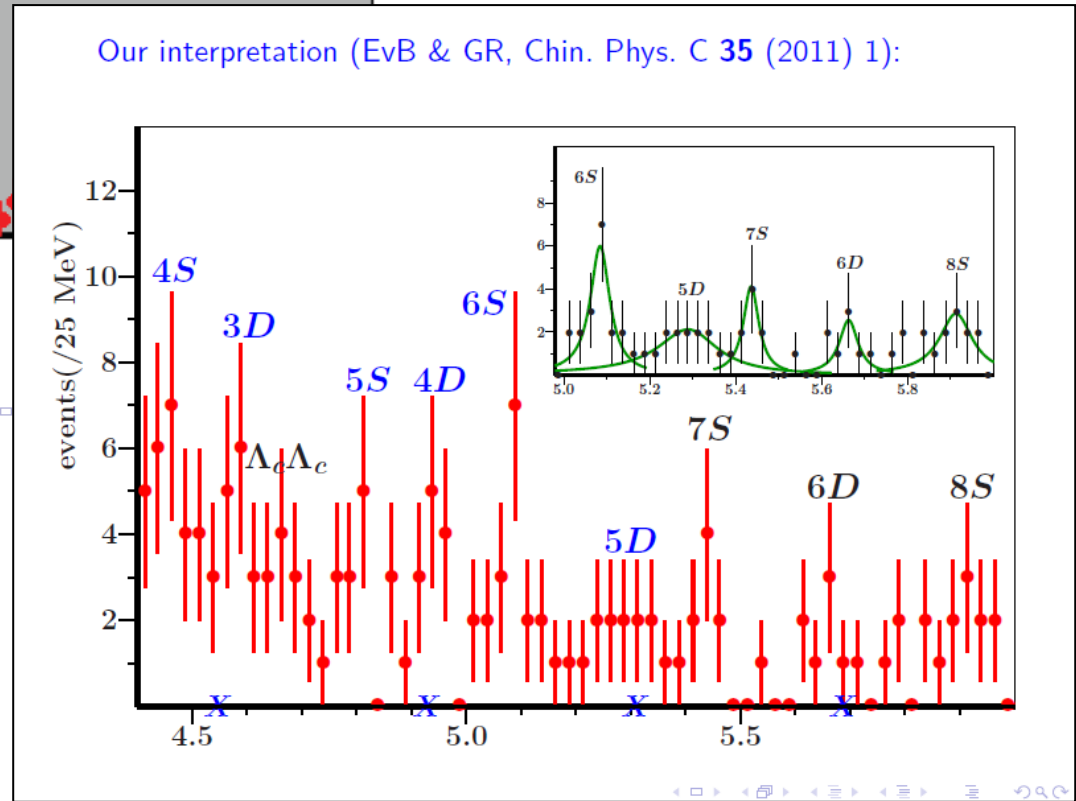 Our interpretation (EvB & GR, Chin. Phys. C 35 (2011) 1):
events(/25 MeV)
12
10
8
6
4
2
4S
3D
ΛcΛc
5S
4D
6S
5D
7S
6D
8S
x x x x
4.5 5.0 5.5
8
6
4
2
6S
5D
7S
6D
8S
5.0 5.2 5.4 5.6 5.8